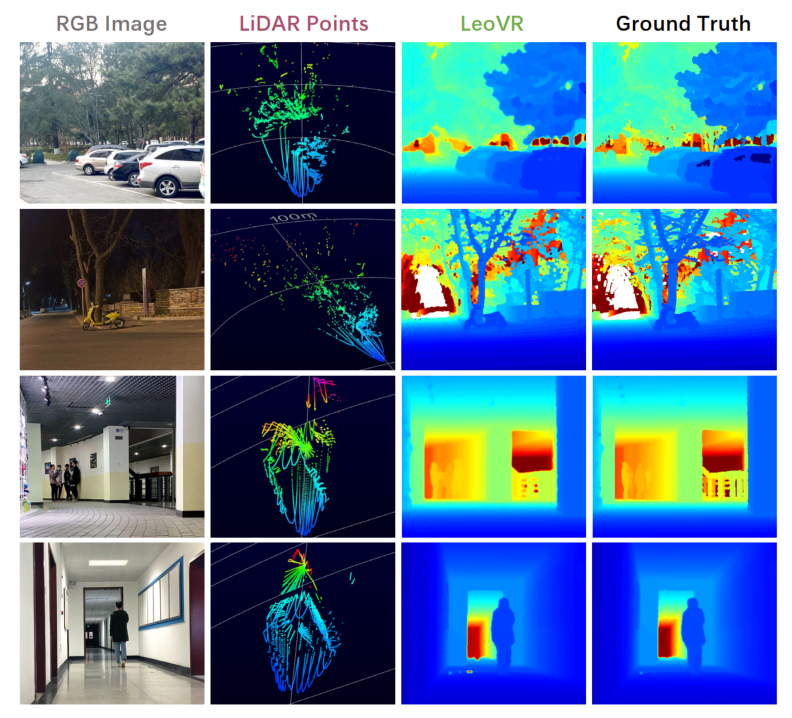 RGB Image
LiDAR Points
LeoVR
Ground Truth
100m